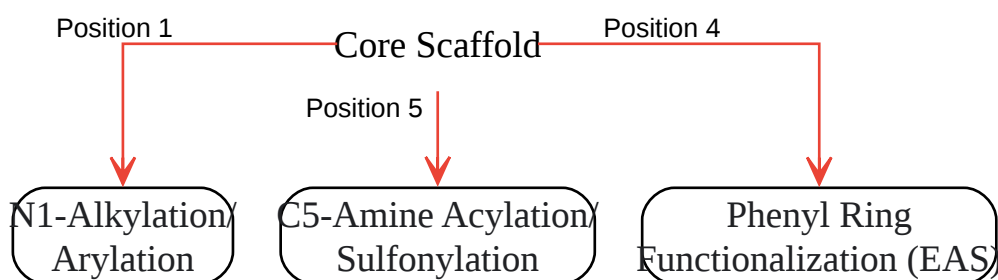 Position 1
Core Scaffold
Position 4
Position 5
N1-Alkylation/
Arylation
C5-Amine Acylation/
Sulfonylation
Phenyl Ring
Functionalization (EAS)